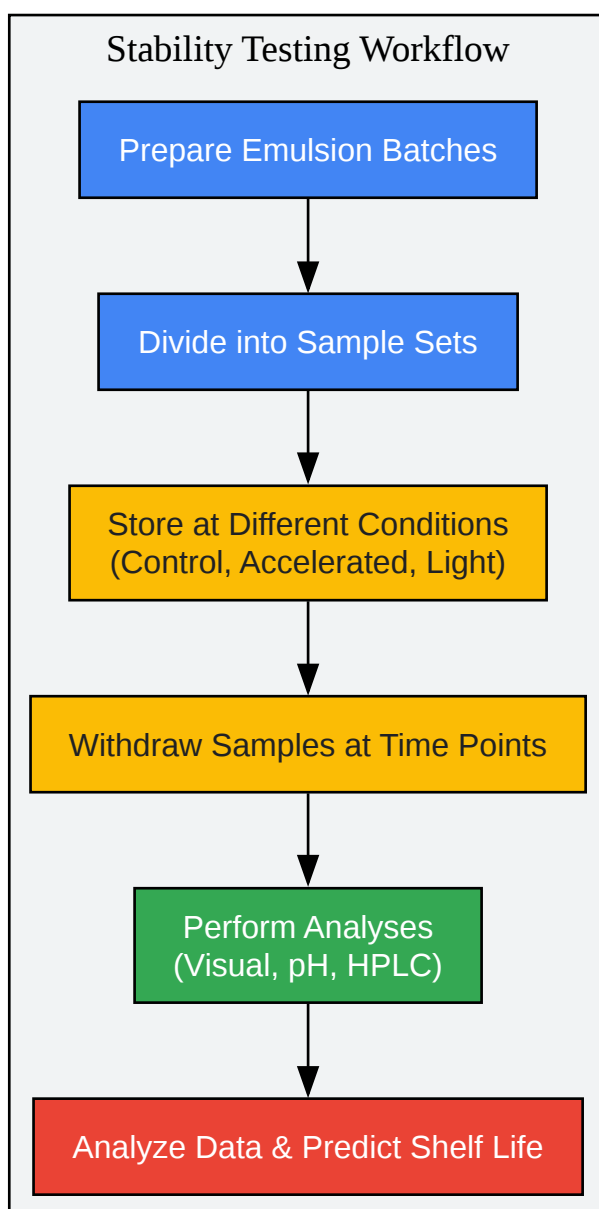 Stability Testing Workflow
Prepare Emulsion Batches
Divide into Sample Sets
Store at Different Conditions
(Control, Accelerated, Light)
Withdraw Samples at Time Points
Perform Analyses
(Visual, pH, HPLC)
Analyze Data & Predict Shelf Life